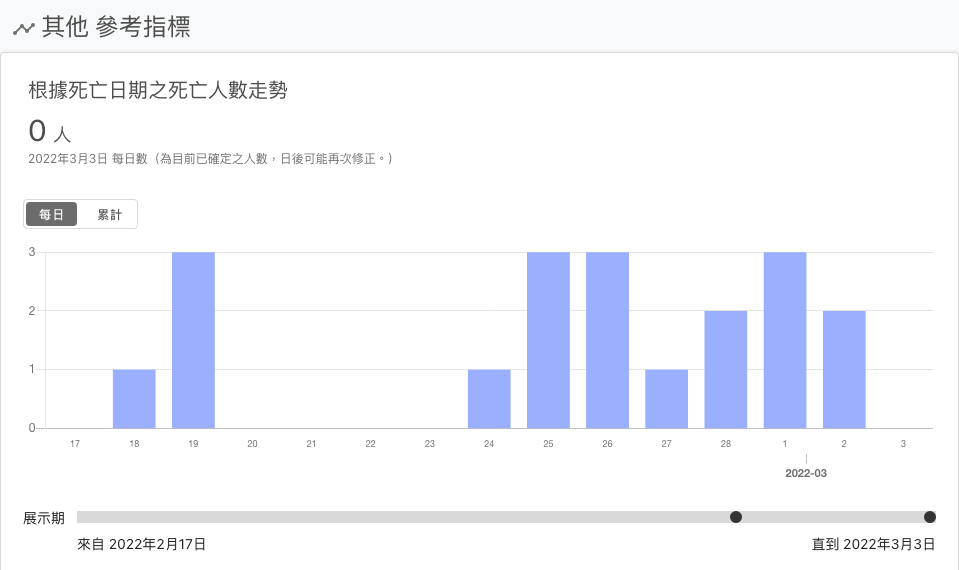 其他 參考指標
根據死亡日期之死亡人數走勢
0 人
2022年3月3日 每日數（為目前已確定之人數，日後可能再次修正。）
每日 累計
3
2
1
0
17 18 19 20 21 22 23 24 25 26 27 28 1 2 3
2022-03
展示期
來自 2022年2月17日 直到 2022年3月3日